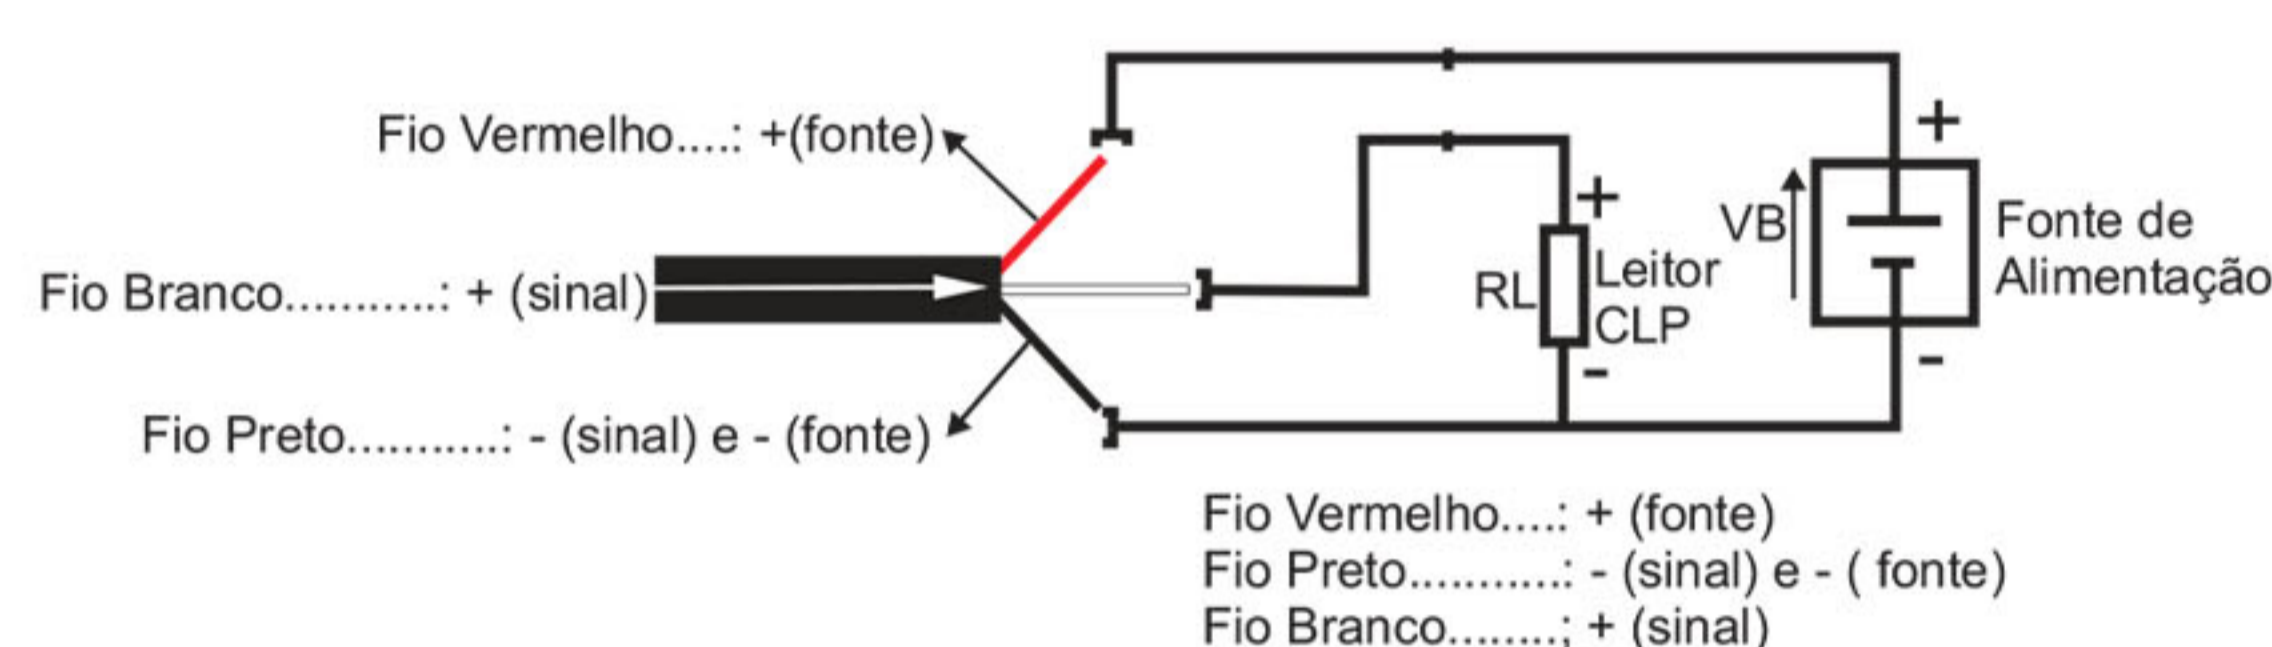 Fio Vermelho....: +(fonte)
+
+
VB
Fonte de
Alimentação
Fio Branco...........: + (sinal)
RL
Leitor
CLP
-
-
Fio Preto...........: - (sinal) e - (fonte)
Fio Vermelho....: + (fonte)
Fio Preto...........: - (sinal) e - ( fonte)
Fio Branco........; + (sinal)